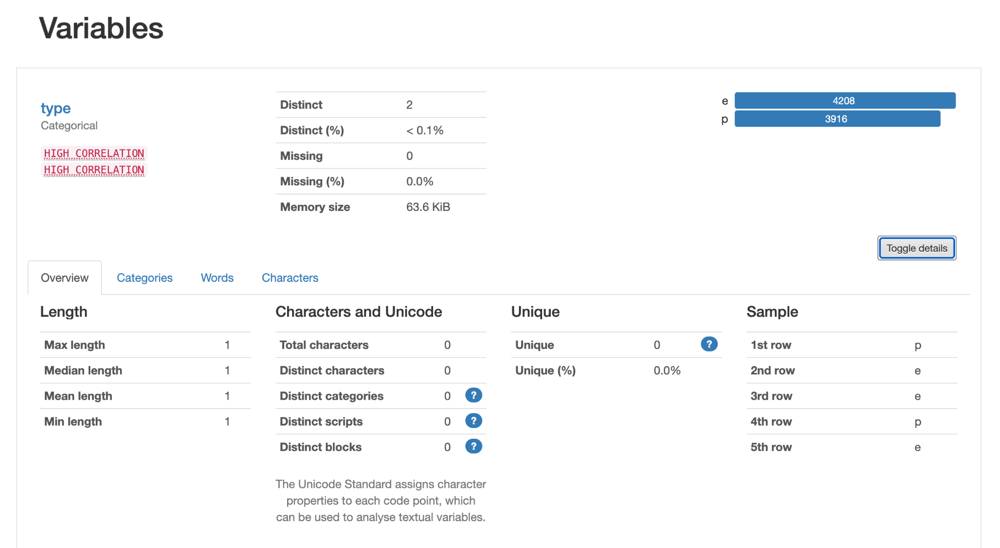 Variables
type
Categorical
HIGH CORRELATION
HIGH CORRELATION
Distinct 2
Distinct (%) < 0.1%
Missing 0
Missing (%) 0.0%
Memory size 63.6 KiB
e 4208
p 3916
Toggle details
Overview Categories Words Characters
Length
Max length 1
Median length 1
Mean length 1
Min length 1
Characters and Unicode
Total characters 0
Distinct characters 0
Distinct categories 0 ?
Distinct scripts 0 ?
Distinct blocks 0 ?
The Unicode Standard assigns character
properties to each code point, which
can be used to analyse textual variables.
Unique
Unique 0 ?
Unique (%) 0.0%
Sample
1st row p
2nd row e
3rd row e
4th row p
5th row e